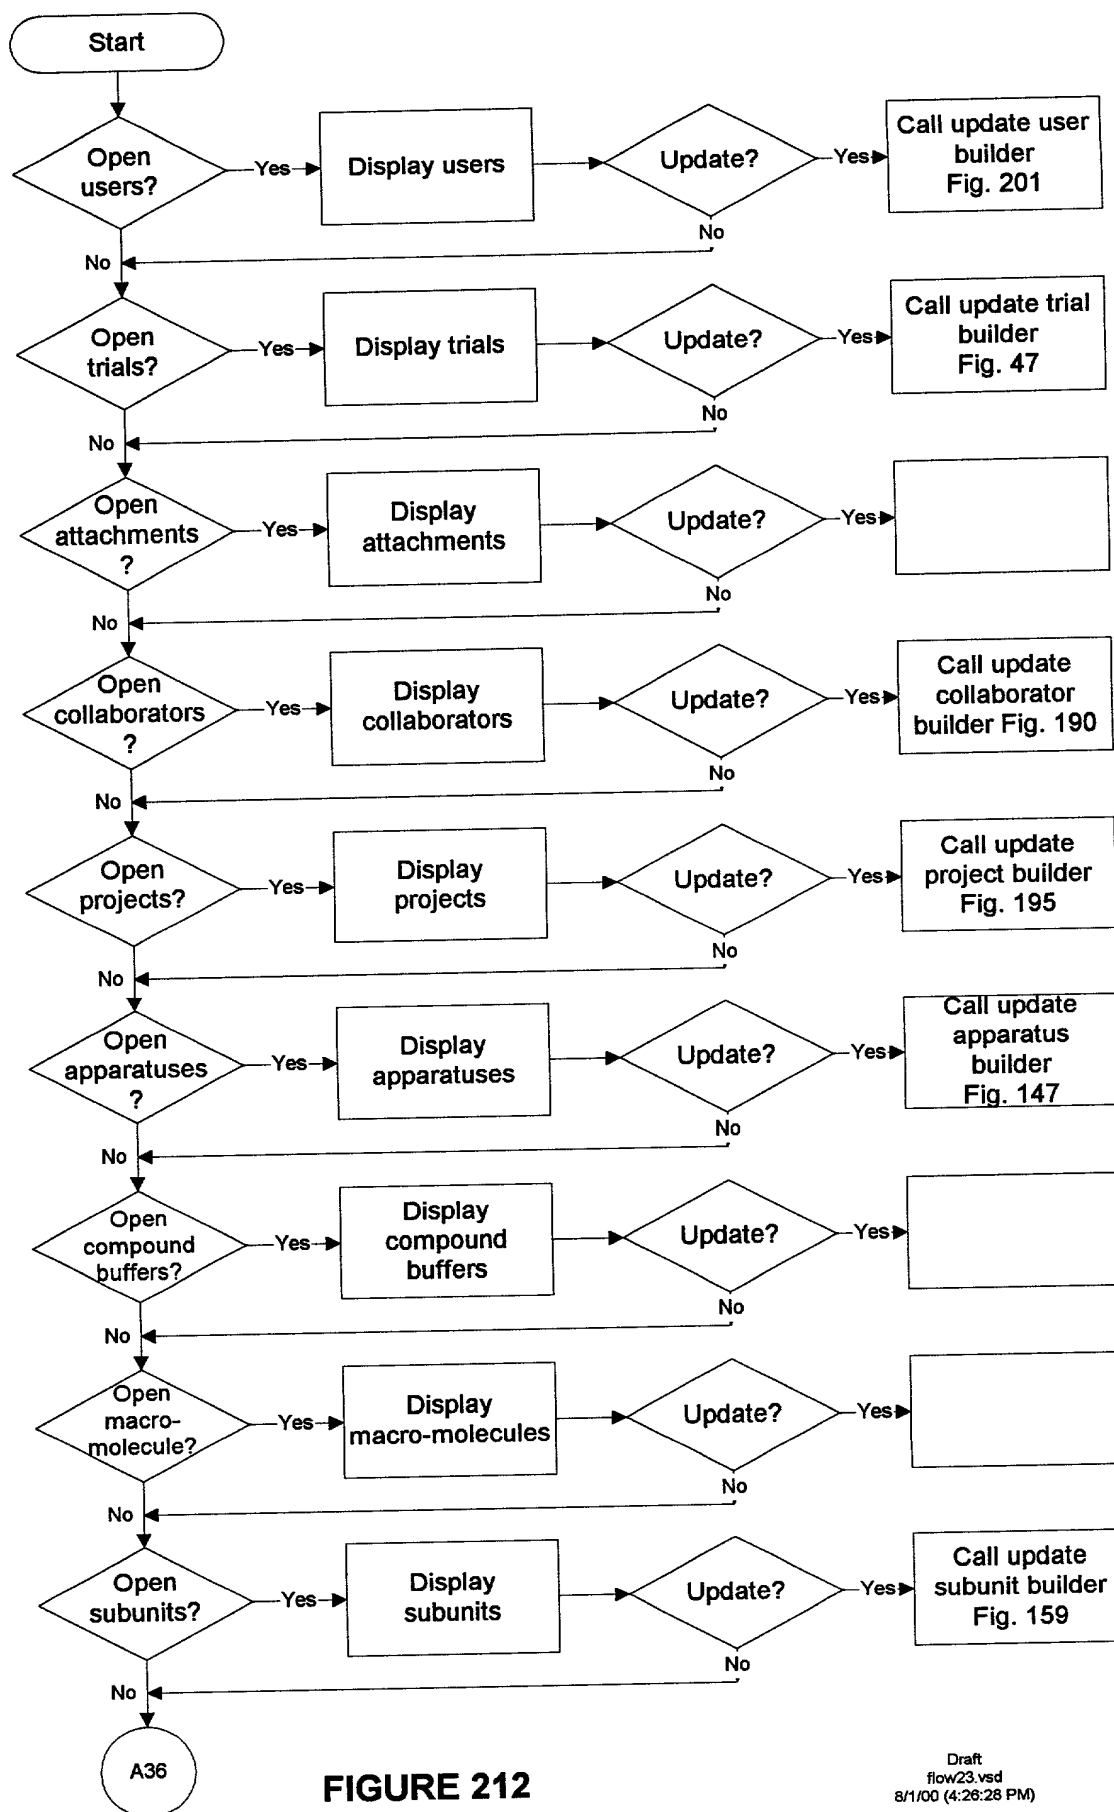 Start
Open
users?
Yes
Display users
Update?
Yes
Call update user
builder
Fig. 201
No
No
Open
trials?
Yes
Display trials
Update?
Yes
Call update trial
builder
Fig. 47
No
No
Open
attachments
?
Yes
Display
attachments
Update?
Yes
No
No
Open
collaborators
?
Yes
Display
collaborators
Update?
Yes
Call update
collaborator
builder Fig. 190
No
No
Open
projects?
Yes
Display
projects
Update?
Yes
Call update
project builder
Fig. 195
No
No
Open
apparatuses
?
Yes
Display
apparatuses
Update?
Yes
Call update
apparatus
builder
Fig. 147
No
No
Open
compound
buffers?
Yes
Display
compound
buffers
Update?
Yes
No
No
Open
macro-
molecule?
Yes
Display
macro-molecules
Update?
Yes
No
No
Open
subunits?
Yes
Display
subunits
Update?
Yes
Call update
subunit builder
Fig. 159
No
No
A36
FIGURE 212
Draft
flow23.vsd
8/1/00 (4:26:28 PM)